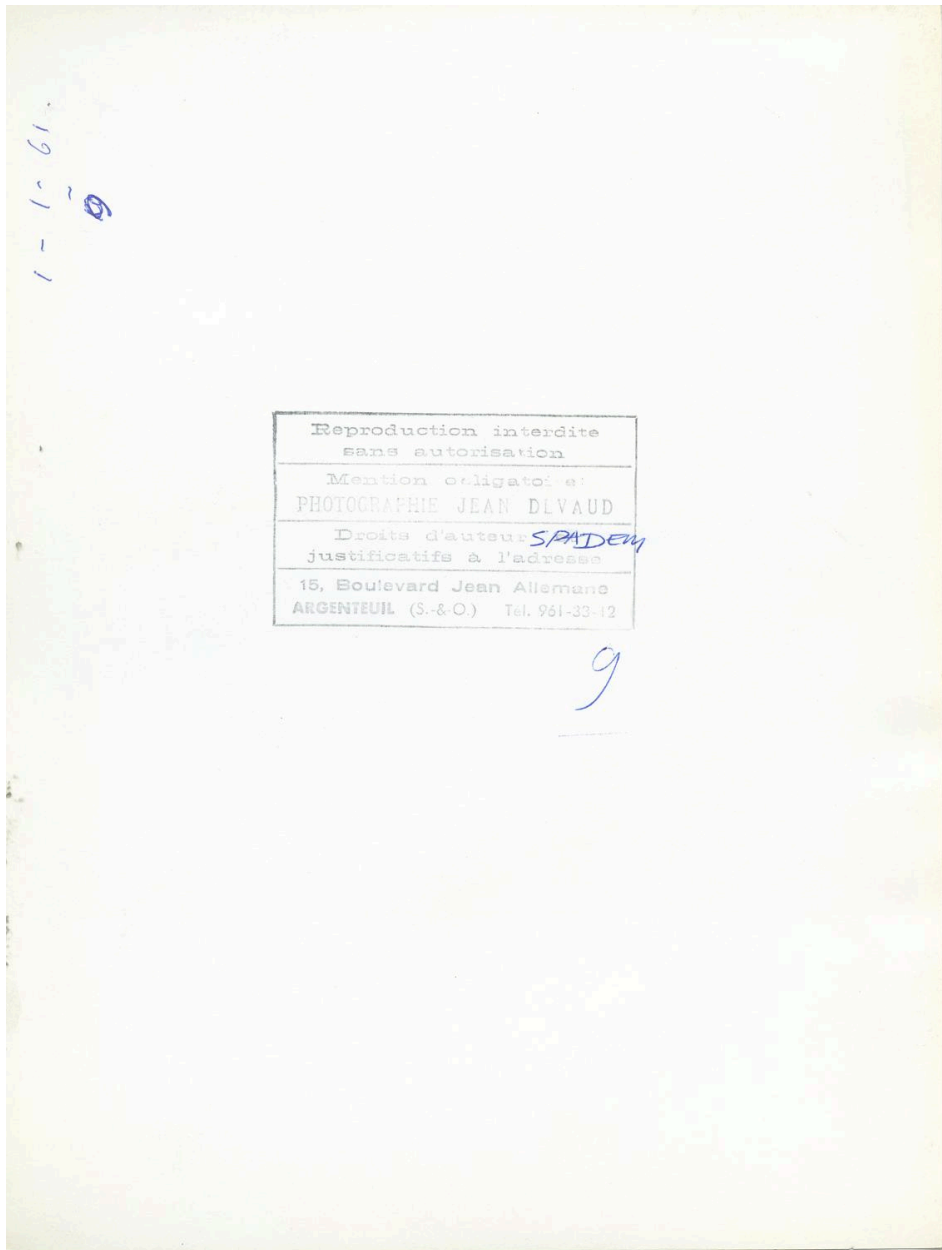 1 - 1 - 61.
Reproduction interdite
sans autorisation
Mention obligatoire:
PHOTOGRAPHIE JEAN DEVAUD
Droits d'auteur SPADEM
justificatifs à l'adresse
15, Boulevard Jean Allemane
ARGENTEUIL (S.-&-O.) Tél. 961-33-12
9